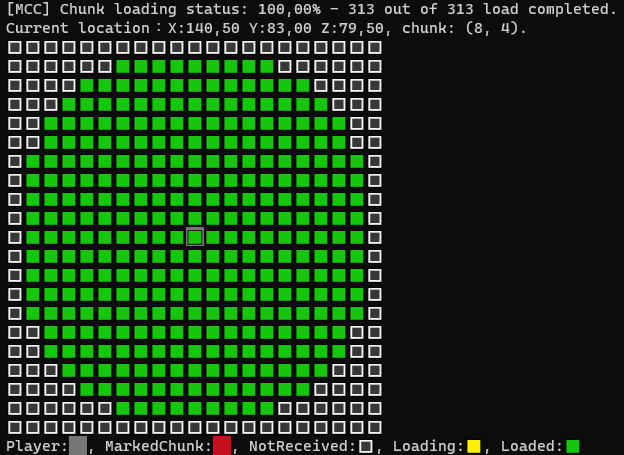 [MCC] Chunk loading status: 100,00% - 313 out of 313 load completed.
Current location：X:140,50 Y:83,00 Z:79,50, chunk: (8, 4).
Player: , MarkedChunk: , NotReceived: , Loading: , Loaded: